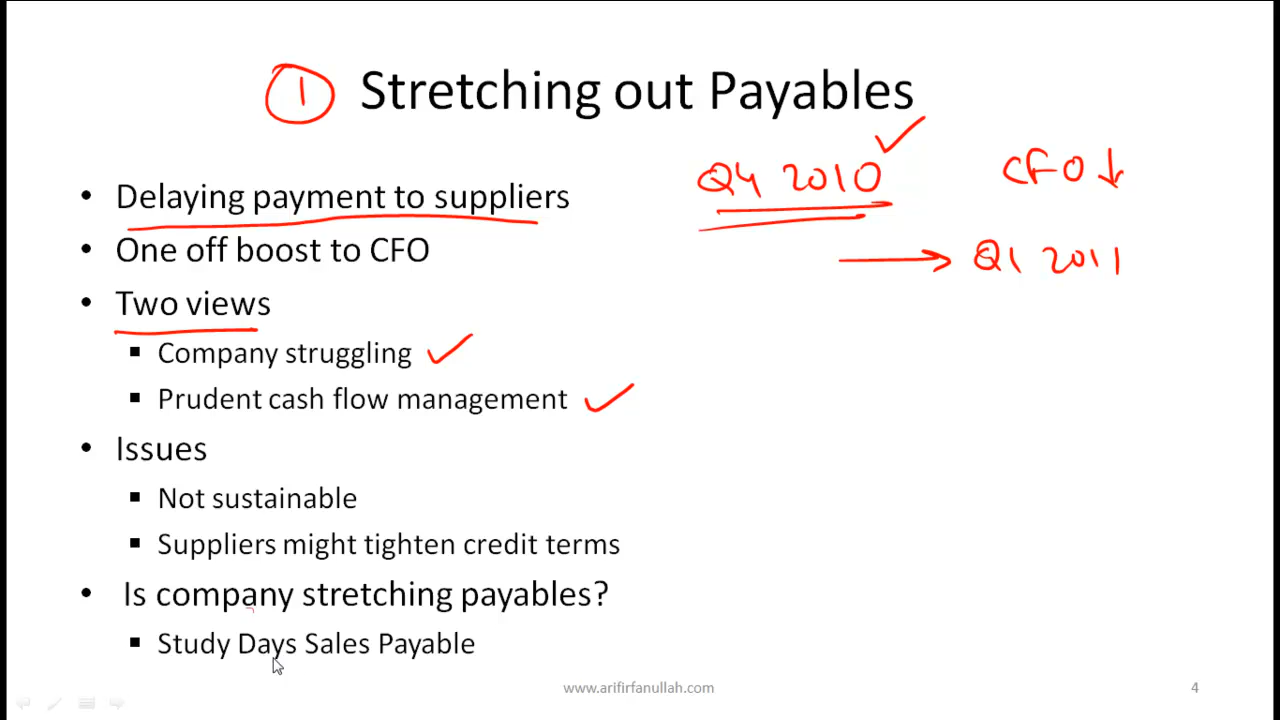 1 Stretching out Payables
Q4 2010
CFO ↓
• Delaying payment to suppliers
• One off boost to CFO
→ Q1 2011
• Two views
▪ Company struggling
▪ Prudent cash flow management
• Issues
▪ Not sustainable
▪ Suppliers might tighten credit terms
• Is company stretching payables?
▪ Study Days Sales Payable
www.arifirfanullah.com
4